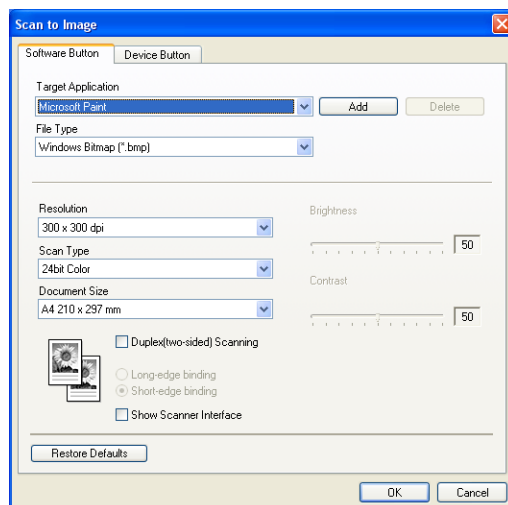 Scan to Image
Software Button Device Button
Target Application
Microsoft Paint Add Delete
File Type
Windows Bitmap (*.bmp)
Resolution Brightness
300 x 300 dpi 50
Scan Type
24bit Color Contrast
Document Size
A4 210 x 297 mm 50
Duplex(two-sided) Scanning
Long-edge binding
Short-edge binding
Show Scanner Interface
Restore Defaults
OK Cancel